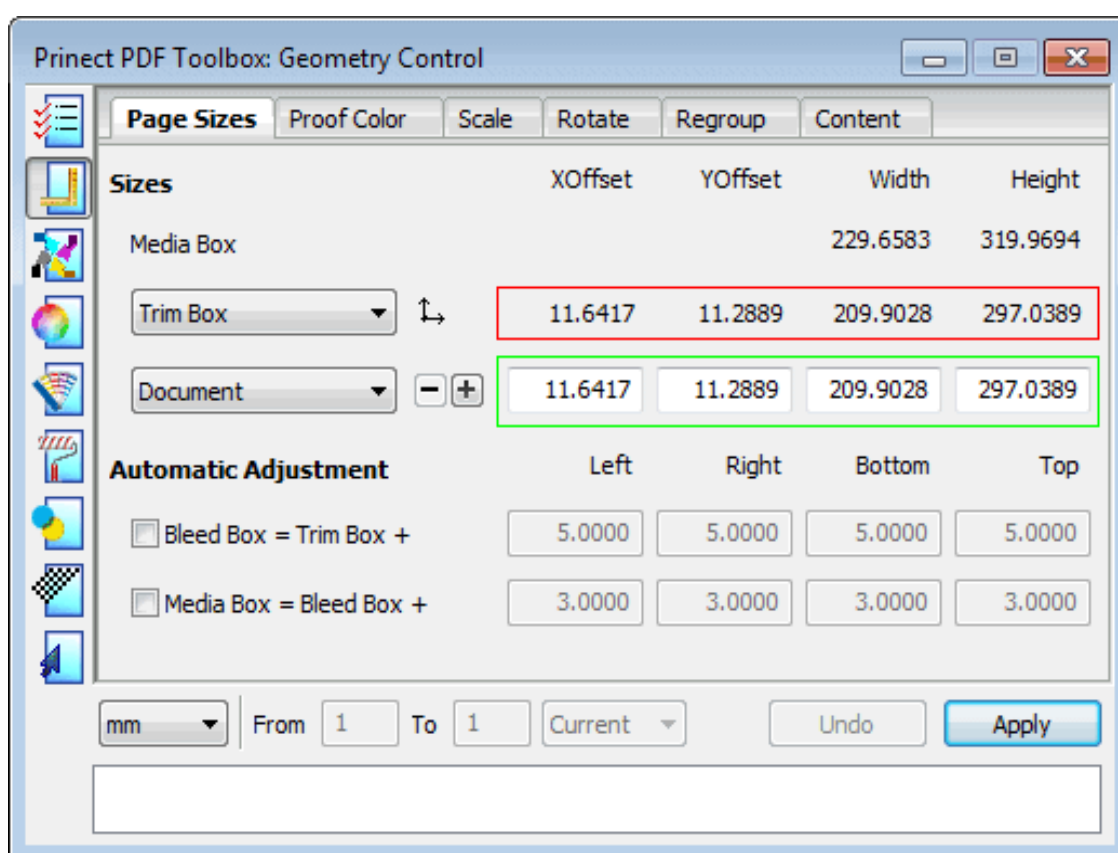 Prinect PDF Toolbox: Geometry Control
Page Sizes Proof Color Scale Rotate Regroup Content
Sizes XOffset YOffset Width Height
Media Box 229.6583 319.9694
Trim Box 11.6417 11.2889 209.9028 297.0389
Document 11.6417 11.2889 209.9028 297.0389
Automatic Adjustment Left Right Bottom Top
Bleed Box = Trim Box + 5.0000 5.0000 5.0000 5.0000
Media Box = Bleed Box + 3.0000 3.0000 3.0000 3.0000
mm From 1 To 1 Current Undo Apply